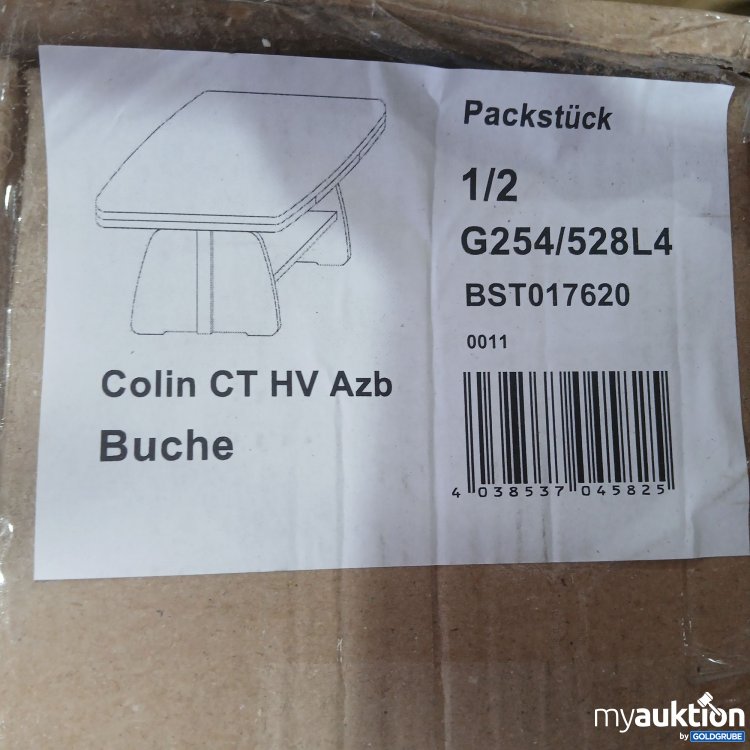 Packstück
1/2
G254/528L4
BST017620
0011
Colin CT HV Azb
Buche
4 038537 045825
myauktion
by GOLDGRUBE